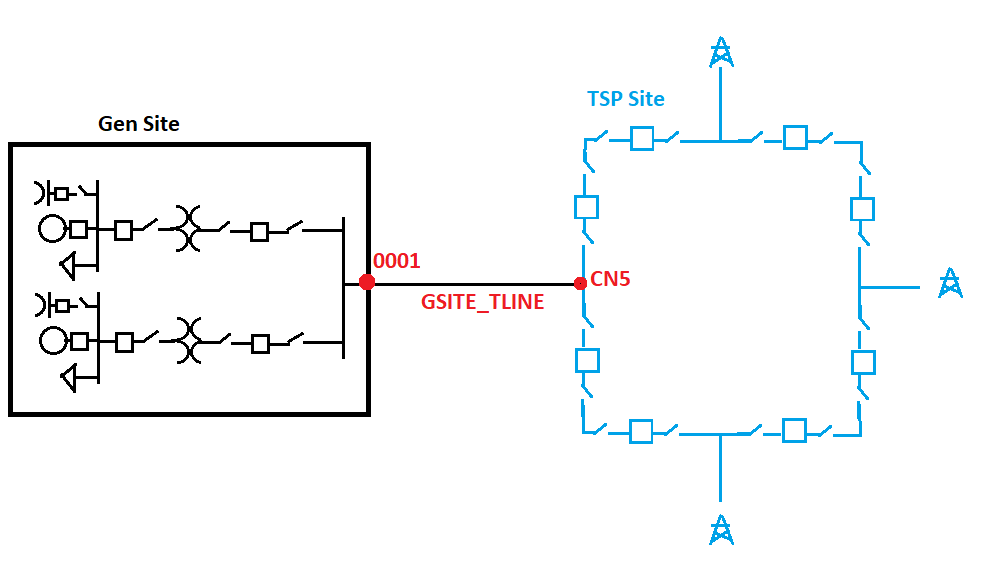 TSP Site
Gen Site
0001
CN5
GSITE_TLINE